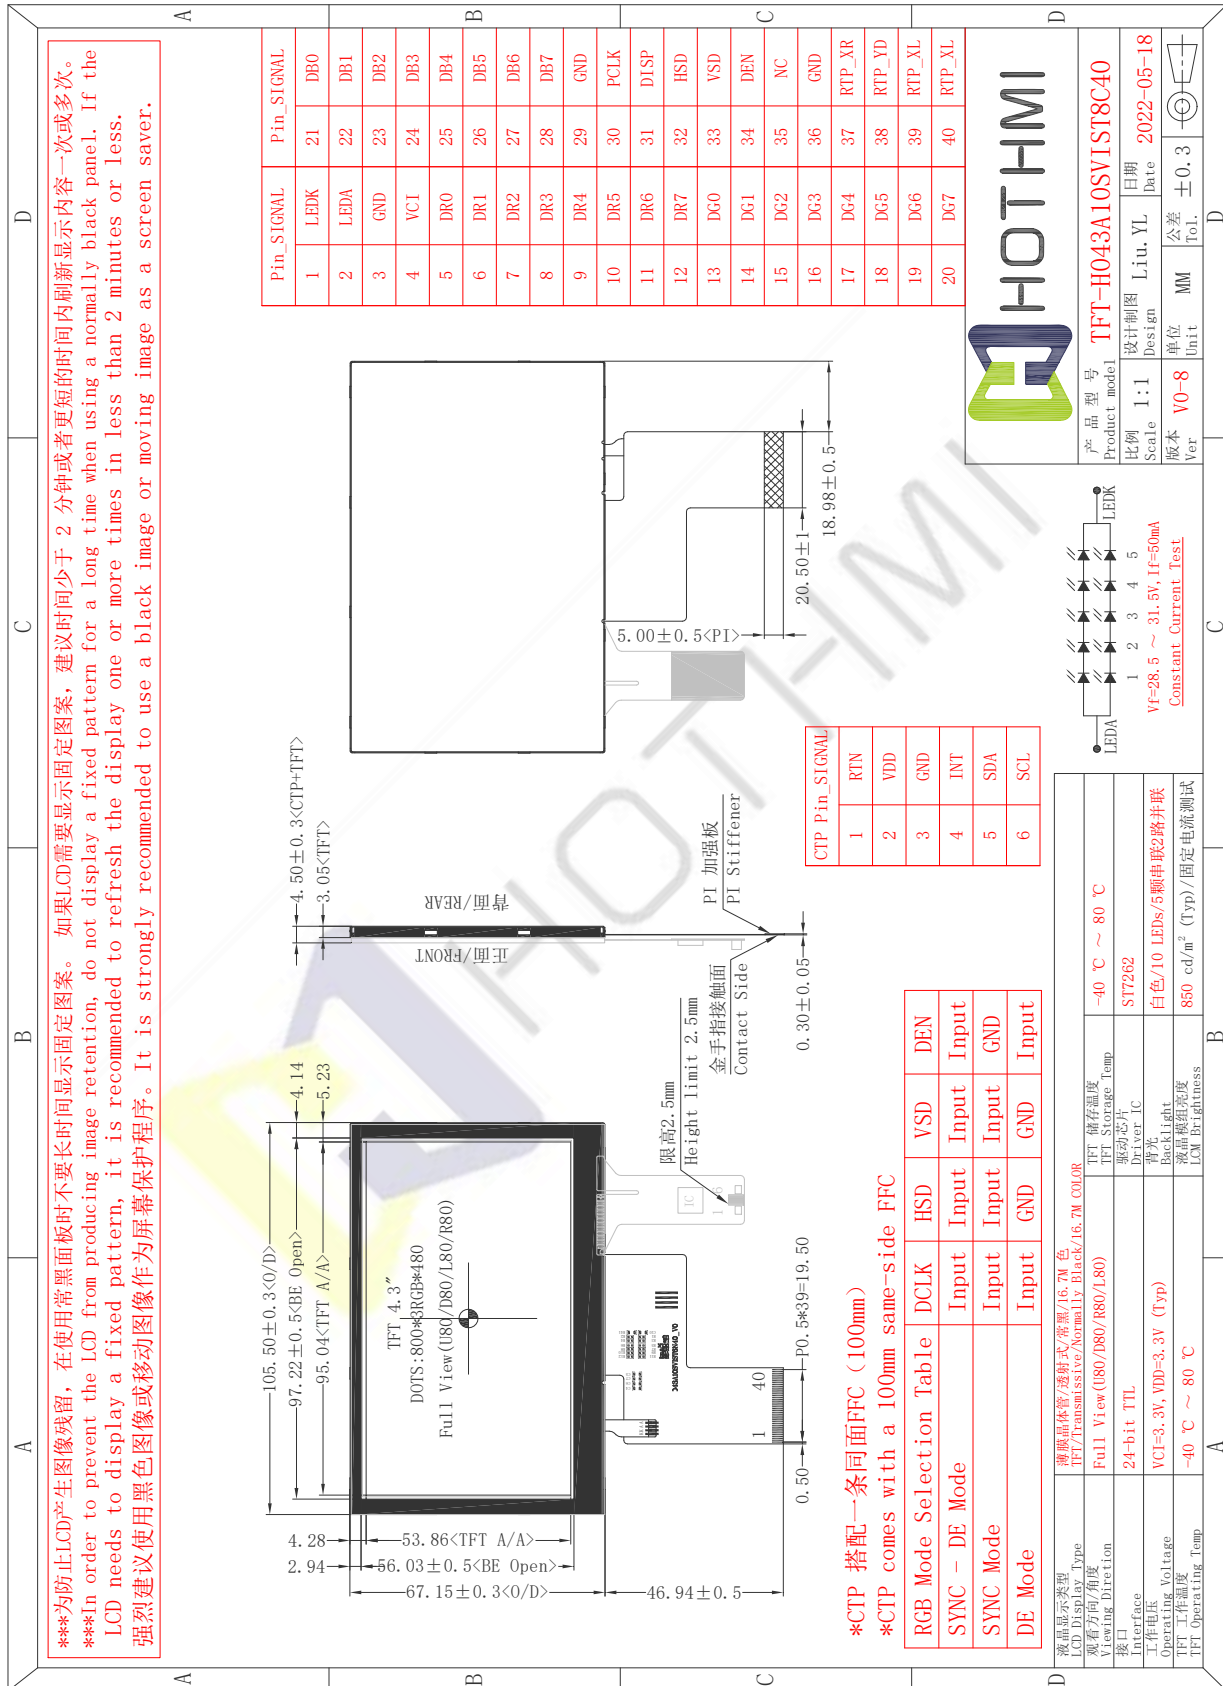 ***为防止LCD产生图像残留，在使用常黑面板时不要长时间显示固定图案。 如果LCD需要显示固定图案，建议时间少于 2 分钟或者更短的时间内刷新显示内容一次或多次。
***In order to prevent the LCD from producing image retention, do not display a fixed pattern for a long time when using a normally black panel. If the
LCD needs to display a fixed pattern, it is recommended to refresh the display one or more times in less than 2 minutes or less.
强烈建议使用黑色图像或移动图像作为屏幕保护程序。It is strongly recommended to use a black image or moving image as a screen saver.
A B C D
A B C D
A B C D
A B C D
105.50±0.3<O/D>
97.22±0.5<BE Open>
95.04<TFT A/A>
4.14
5.23
4.28
2.94
53.86<TFT A/A>
56.03±0.5<BE Open>
67.15±0.3<O/D>
46.94±0.5
TFT 4.3″
DOTS:800*3RGB*480
Full View(U80/D80/L80/R80)
IC
1 6
1 40
0.50
P0.5*39=19.50
限高2.5mm
Height limit 2.5mm
4.50±0.3<CTP+TFT>
3.05<TFT>
背面/REAR
正面/FRONT
PI 加强板
PI Stiffener
金手指接触面
Contact Side
0.30±0.05
5.00±0.5<PI>
20.50±1
18.98±0.5
Pin_SIGNAL Pin_SIGNAL
1 LEDK 21 DB0
2 LEDA 22 DB1
3 GND 23 DB2
4 VCI 24 DB3
5 DR0 25 DB4
6 DR1 26 DB5
7 DR2 27 DB6
8 DR3 28 DB7
9 DR4 29 GND
10 DR5 30 PCLK
11 DR6 31 DISP
12 DR7 32 HSD
13 DG0 33 VSD
14 DG1 34 DEN
15 DG2 35 NC
16 DG3 36 GND
17 DG4 37 RTP_XR
18 DG5 38 RTP_YD
19 DG6 39 RTP_XL
20 DG7 40 RTP_XL
CTP Pin_SIGNAL
1 RTN
2 VDD
3 GND
4 INT
5 SDA
6 SCL
*CTP 搭配一条同面FFC（100mm）
*CTP comes with a 100mm same-side FFC
RGB Mode Selection Table DCLK HSD VSD DEN
SYNC - DE Mode Input Input Input Input
SYNC Mode Input Input Input GND
DE Mode Input GND GND Input
LEDA
LEDK
1 2 3 4 5
Vf=28.5 ~ 31.5V, If=50mA
Constant Current Test
液晶显示类型
LCD Display Type
薄膜晶体管/透射式/常黑/16.7M 色
TFT/Transmissive/Normally Black/16.7M COLOR
观看方向/角度
Viewing Diretion
Full View(U80/D80/R80/L80)
TFT 储存温度
TFT Storage Temp
-40 ℃ ~ 80 ℃
接口
Interface
24-bit TTL
驱动芯片
Driver IC
ST7262
工作电压
Operating Voltage
VCI=3.3V, VDD=3.3V (Typ)
背光
Backlight
白色/10 LEDs/5颗串联2路并联
TFT 工作温度
TFT Operating Temp
-40 ℃ ~ 80 ℃
液晶模组亮度
LCM Brightness
850 cd/m² (Typ)/固定电流测试
HOTHMI
产 品 型 号
Product model
TFT-H043A10SVIST8C40
比例
Scale
1:1
设计制图
Design
Liu.YL
日期
Date
2022-05-18
版本
Ver
V0-8
单位
Unit
MM
公差
Tol.
±0.3
HOTHMI